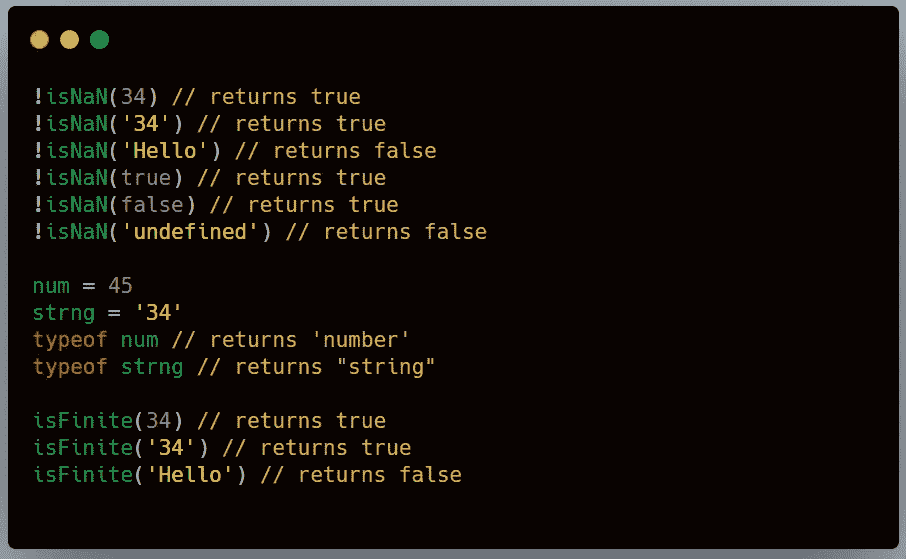 !isNaN(34) // returns true
!isNaN('34') // returns true
!isNaN('Hello') // returns false
!isNaN(true) // returns true
!isNaN(false) // returns true
!isNaN('undefined') // returns false
num = 45
strng = '34'
typeof num // returns 'number'
typeof strng // returns "string"
isFinite(34) // returns true
isFinite('34') // returns true
isFinite('Hello') // returns false